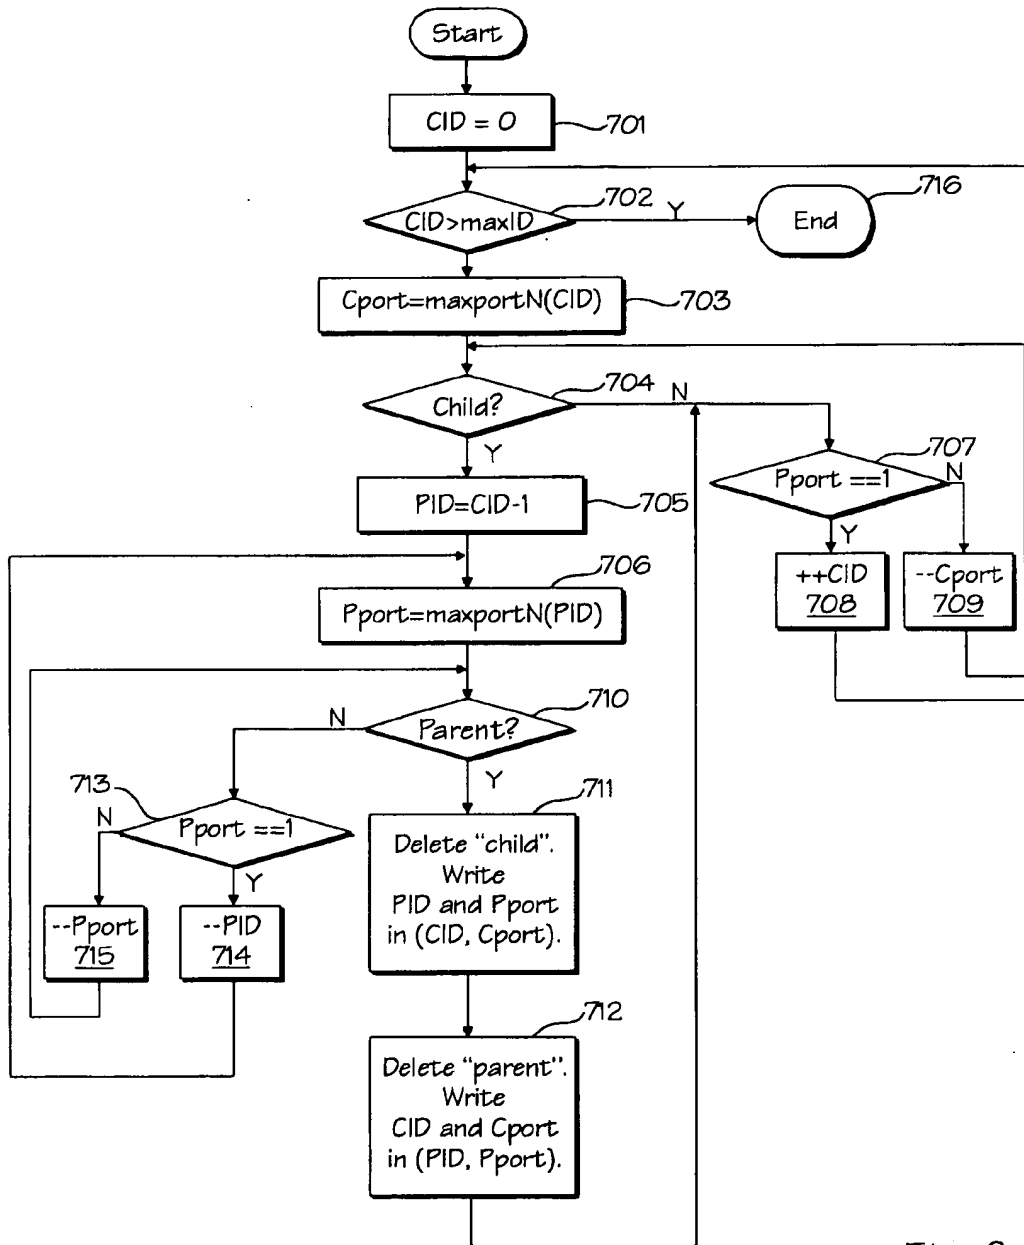 Start
CID = 0
701
CID>maxID
702
Y
End
716
Cport=maxportN(CID)
703
Child?
704
N
Y
Pport ==1
707
N
Y
PID=CID-1
705
++CID
708
--Cport
709
Pport=maxportN(PID)
706
Parent?
710
N
Y
Pport ==1
713
N
Y
--Pport
715
--PID
714
711
Delete “child”.
Write
PID and Pport
in (CID, Cport).
712
Delete “parent”.
Write
CID and Cport
in (PID, Pport).